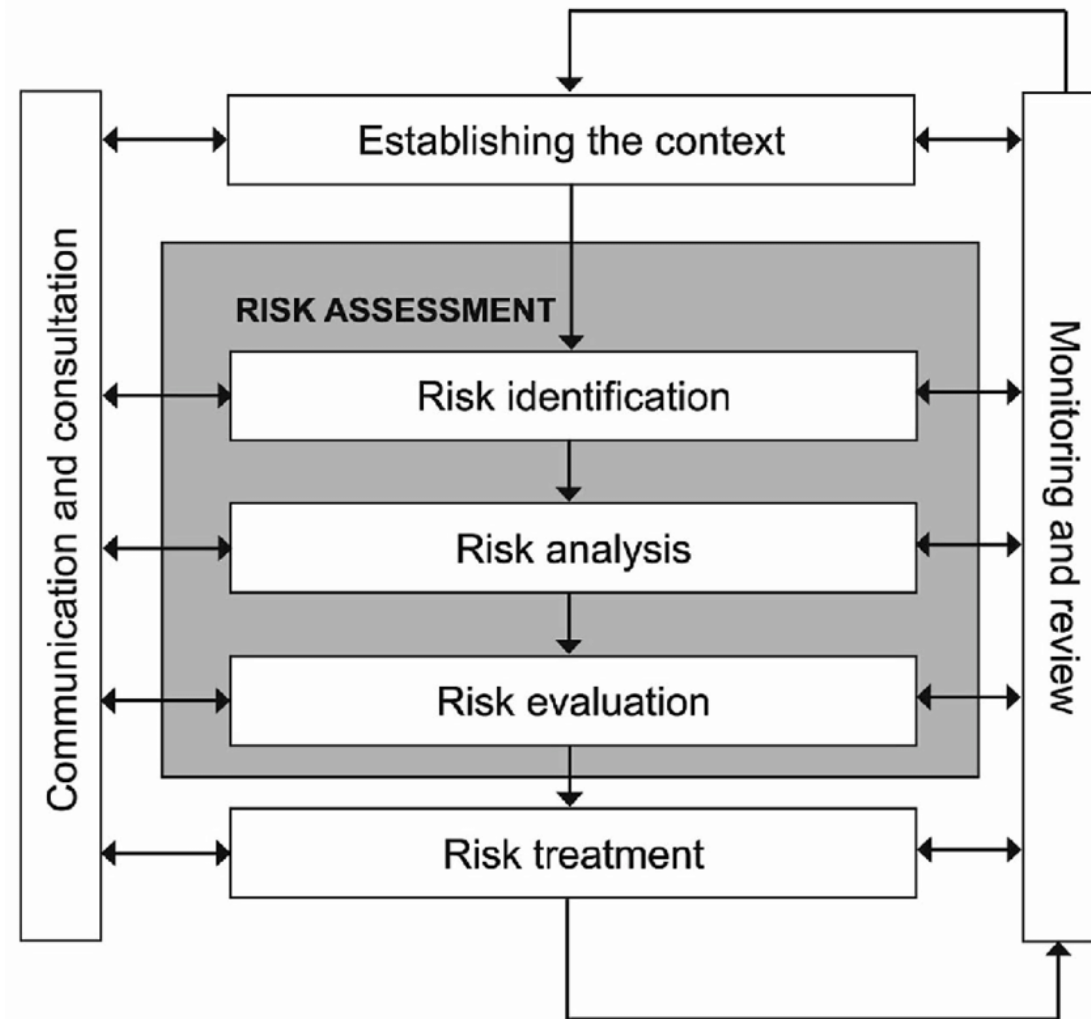 Establishing the context
Communication and consultation
RISK ASSESSMENT
Risk identification
Risk analysis
Risk evaluation
Risk treatment
Monitoring and review